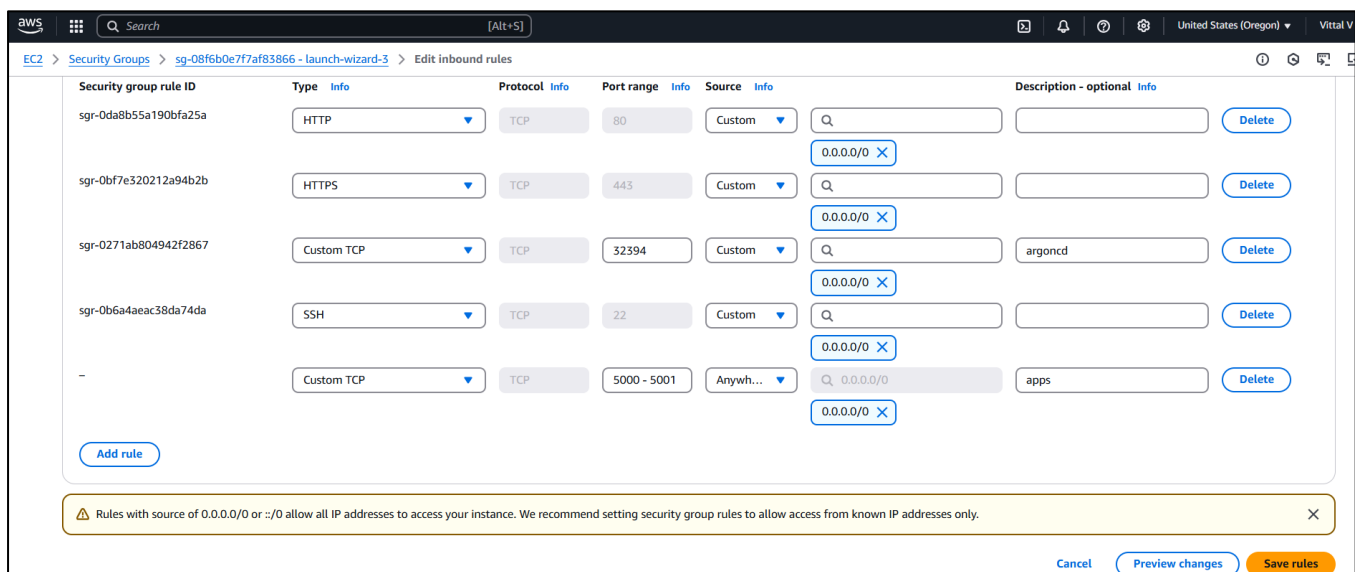 aws Search [Alt+S] United States (Oregon) Vittal V
EC2 > Security Groups > sg-08f6b0e7f7af83866 - launch-wizard-3 > Edit inbound rules
Security group rule ID Type Info Protocol Info Port range Info Source Info Description - optional Info
sgr-0da8b55a190bfa25a HTTP TCP 80 Custom Delete
0.0.0.0/0
sgr-0bf7e320212a94b2b HTTPS TCP 443 Custom Delete
0.0.0.0/0
sgr-0271ab804942f2867 Custom TCP TCP 32394 Custom argoncd Delete
0.0.0.0/0
sgr-0b6a4aeac38da74da SSH TCP 22 Custom Delete
0.0.0.0/0
– Custom TCP TCP 5000 - 5001 Anywh... 0.0.0.0/0 apps Delete
0.0.0.0/0
Add rule
Rules with source of 0.0.0.0/0 or ::/0 allow all IP addresses to access your instance. We recommend setting security group rules to allow access from known IP addresses only.
Cancel Preview changes Save rules